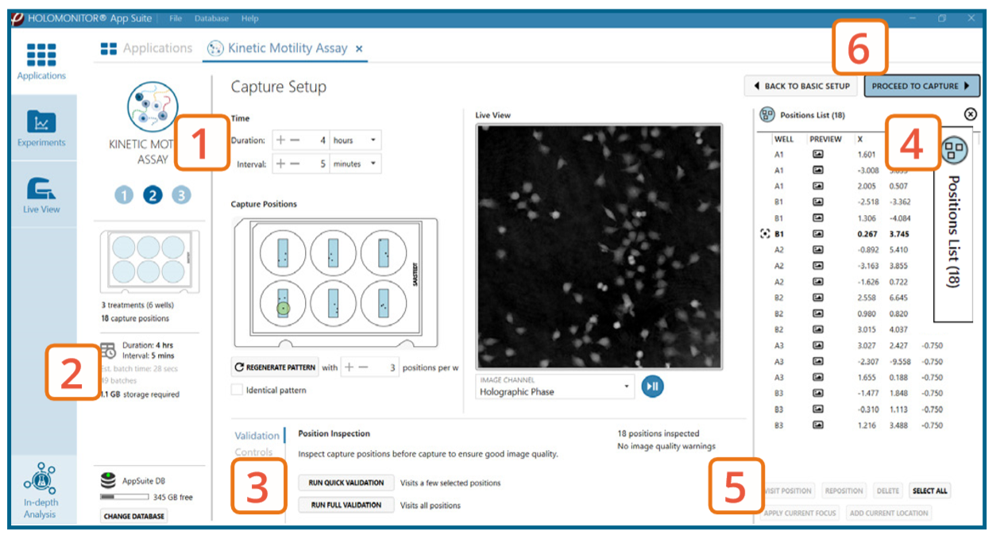 HOLOMONITOR® App Suite File Database Help
6
Applications Kinetic Motility Assay ×
Applications
Experiments
Live View
In-depth
Analysis
KINETIC MOT
ASSAY
1 2 3
3 treatments (6 wells)
18 capture positions
Duration: 4 hrs
Interval: 5 mins
Est. batch time: 28 secs
49 batches
1.1 GB storage required
2
AppSuite DB
345 GB free
CHANGE DATABASE
Capture Setup
BACK TO BASIC SETUP PROCEED TO CAPTURE
Time
1
Duration: + − 4 hours
Interval: + − 5 minutes
Capture Positions
SARSTEDT
REGENERATE PATTERN with + − 3 positions per w
Identical pattern
Live View
IMAGE CHANNEL
Holographic Phase
Validation
Controls
3
Position Inspection
Inspect capture positions before capture to ensure good image quality.
18 positions inspected
No image quality warnings
RUN QUICK VALIDATION Visits a few selected positions
RUN FULL VALIDATION Visits all positions
Positions List (18)
4
Positions List (18)
WELL PREVIEW X
A1 1.601
A1 -3.008
A1 2.005 0.507
B1 -2.518 -3.362
B1 1.306 -4.084
B1 0.267 3.745
A2 -0.892 5.410
A2 -3.163 3.855
A2 -1.626 0.722
B2 2.558 6.645
B2 0.980 0.820
B2 3.015 4.037
A3 3.027 2.427 -0.750
A3 -2.307 -9.558 -0.750
A3 1.655 0.188 -0.750
B3 -1.477 1.848 -0.750
B3 -0.310 1.113 -0.750
B3 1.216 3.488 -0.750
5
VISIT POSITION REPOSITION DELETE SELECT ALL
APPLY CURRENT FOCUS ADD CURRENT LOCATION